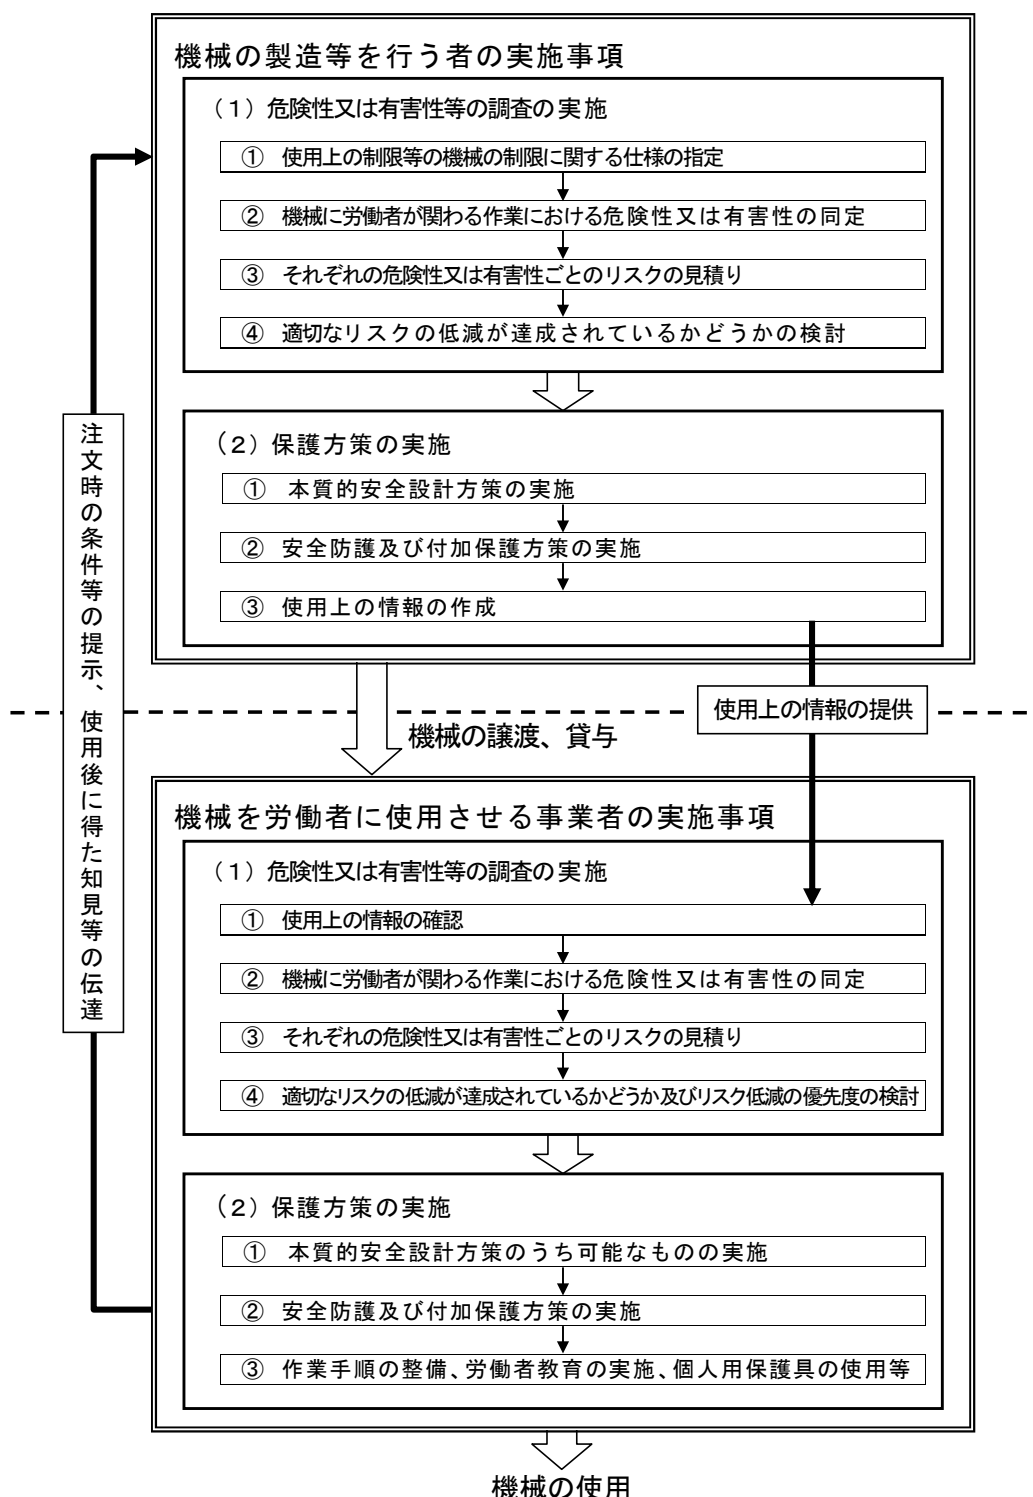 機械の製造等を行う者の実施事項
（１）危険性又は有害性等の調査の実施
① 使用上の制限等の機械の制限に関する仕様の指定
② 機械に労働者が関わる作業における危険性又は有害性の同定
③ それぞれの危険性又は有害性ごとのリスクの見積り
④ 適切なリスクの低減が達成されているかどうかの検討
（２）保護方策の実施
① 本質的安全設計方策の実施
② 安全防護及び付加保護方策の実施
③ 使用上の情報の作成
注文時の条件等の提示、使用後に得た知見等の伝達
使用上の情報の提供
機械の譲渡、貸与
機械を労働者に使用させる事業者の実施事項
（１）危険性又は有害性等の調査の実施
① 使用上の情報の確認
② 機械に労働者が関わる作業における危険性又は有害性の同定
③ それぞれの危険性又は有害性ごとのリスクの見積り
④ 適切なリスクの低減が達成されているかどうか及びリスク低減の優先度の検討
（２）保護方策の実施
① 本質的安全設計方策のうち可能なものの実施
② 安全防護及び付加保護方策の実施
③ 作業手順の整備、労働者教育の実施、個人用保護具の使用等
機械の使用